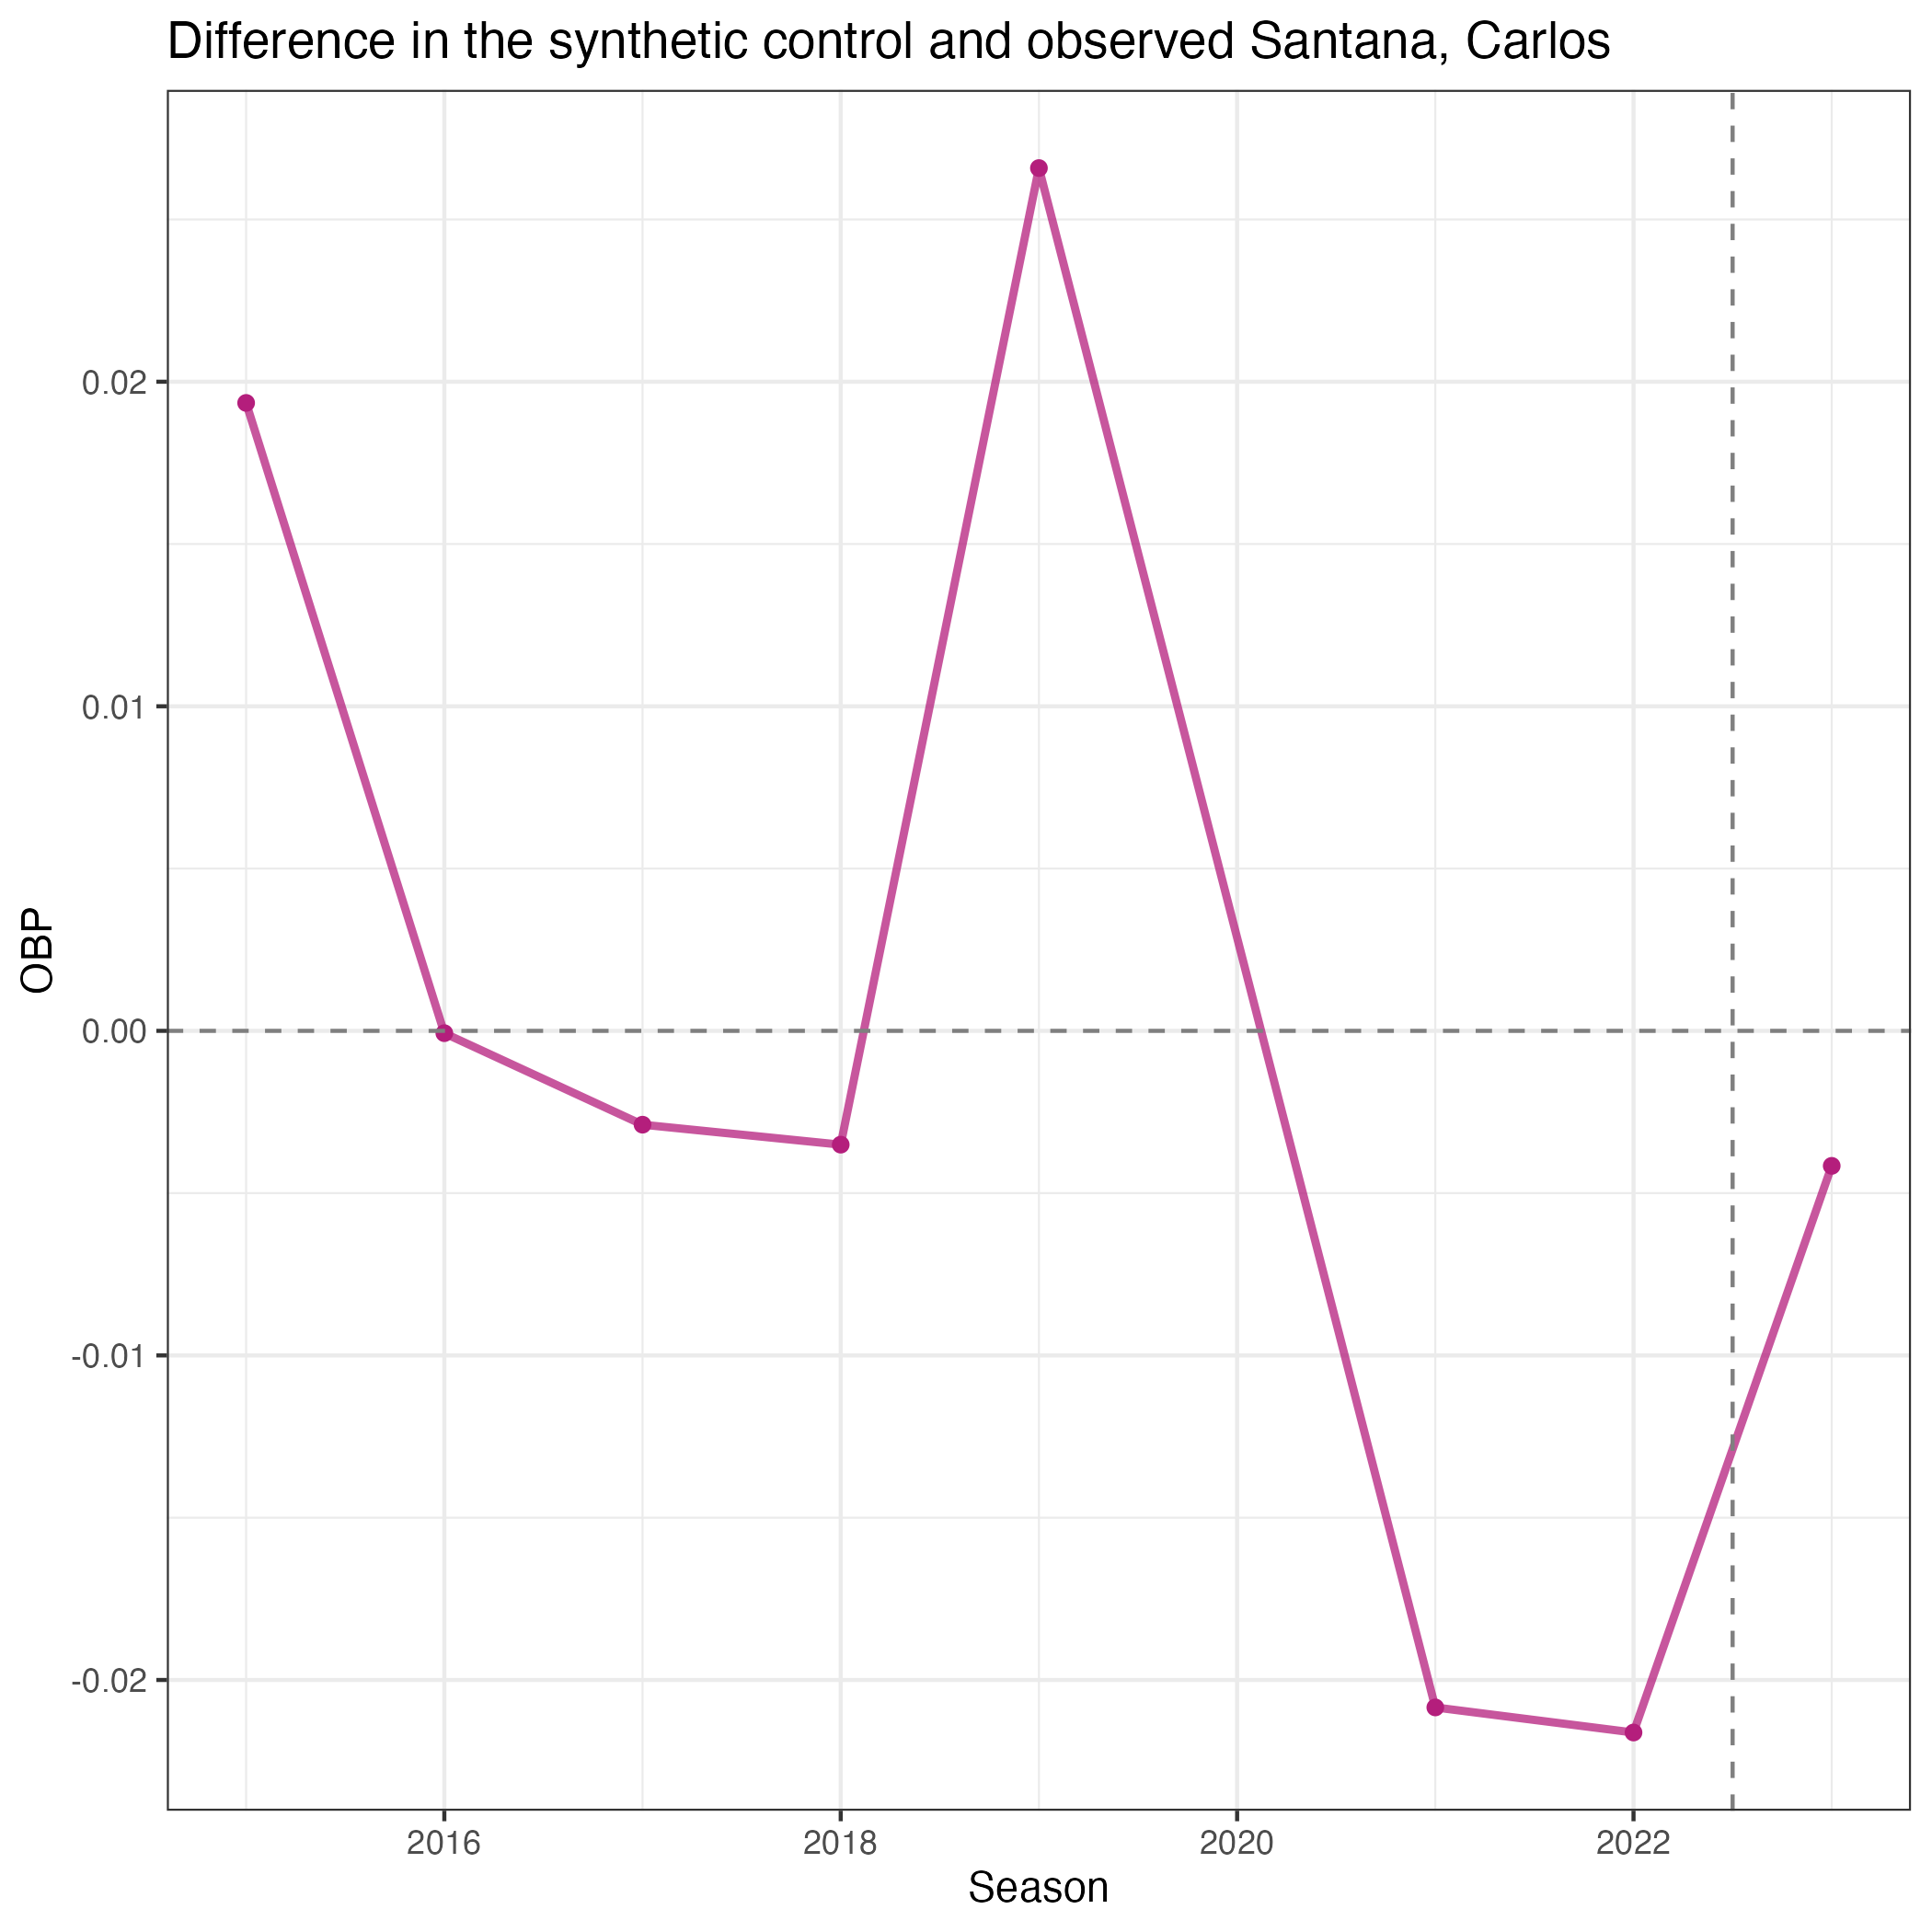 Difference in the synthetic control and observed Santana, Carlos
OBP
0.02
0.01
0.00
-0.01
-0.02
2016 2018 2020 2022
Season